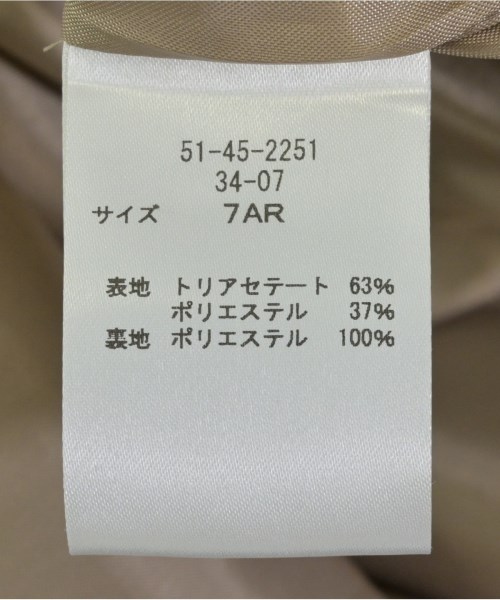 51-45-2251
34-07
サイズ 7AR
表地 トリアセテート 63%
ポリエステル 37%
裏地 ポリエステル 100%